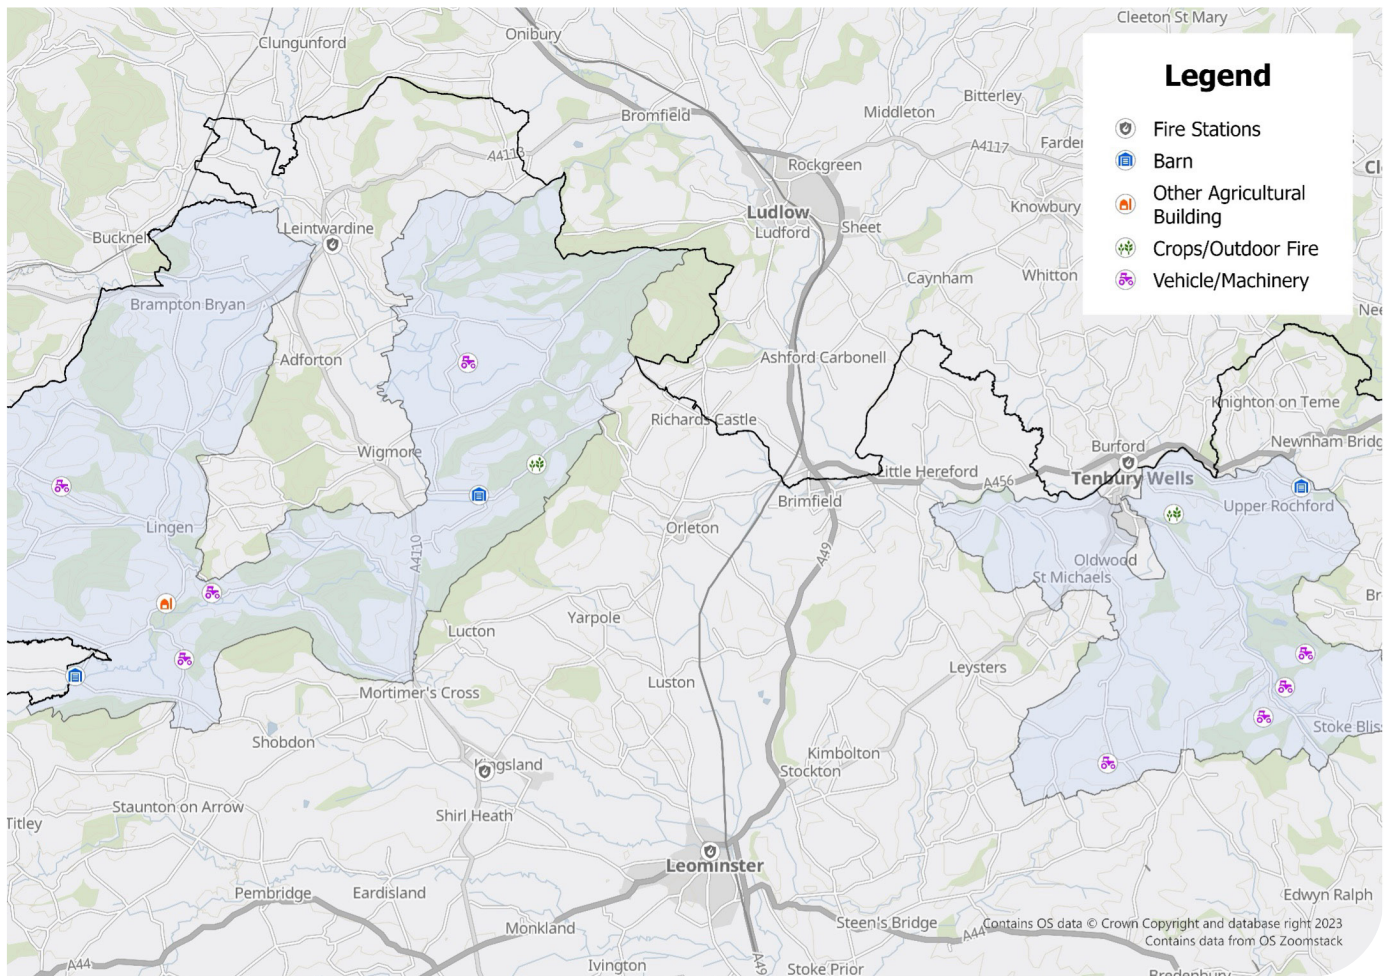 Cleeton St Mary
Onibury
Clungunford
Legend
Bitterley
Middleton
Bromfield
Fire Stations
A4117
A4113
Rockgreen
Barn
Other Agricultural
Building
Knowbury
Ludlow
Leintwardine
Sheet
Ludford
Bucknell
Crops/Outdoor Fire
Caynham
Whitton
Vehicle/Machinery
Brampton Bryan
Adforton
Ashford Carbonell
Knighton on Teme
Richards Castle
Burford
Wigmore
Little Hereford
A456
Tenbury Wells
Brimfield
Upper Rochford
Lingen
Orleton
A4110
A49
Oldwood
St Michaels
Yarpole
Lucton
Leysters
Luston
Mortimer's Cross
Shobdon
Kimbolton
Kingsland
Stockton
Staunton on Arrow
Shirl Heath
Titley
Leominster
Pembridge
Eardisland
Edwyn Ralph
Steen's Bridge
Monkland
Contains OS data © Crown Copyright and database right 2023
A44
Contains data from OS Zoomstack
A44
Ivington
A49
Stoke Prior
Bredenbury